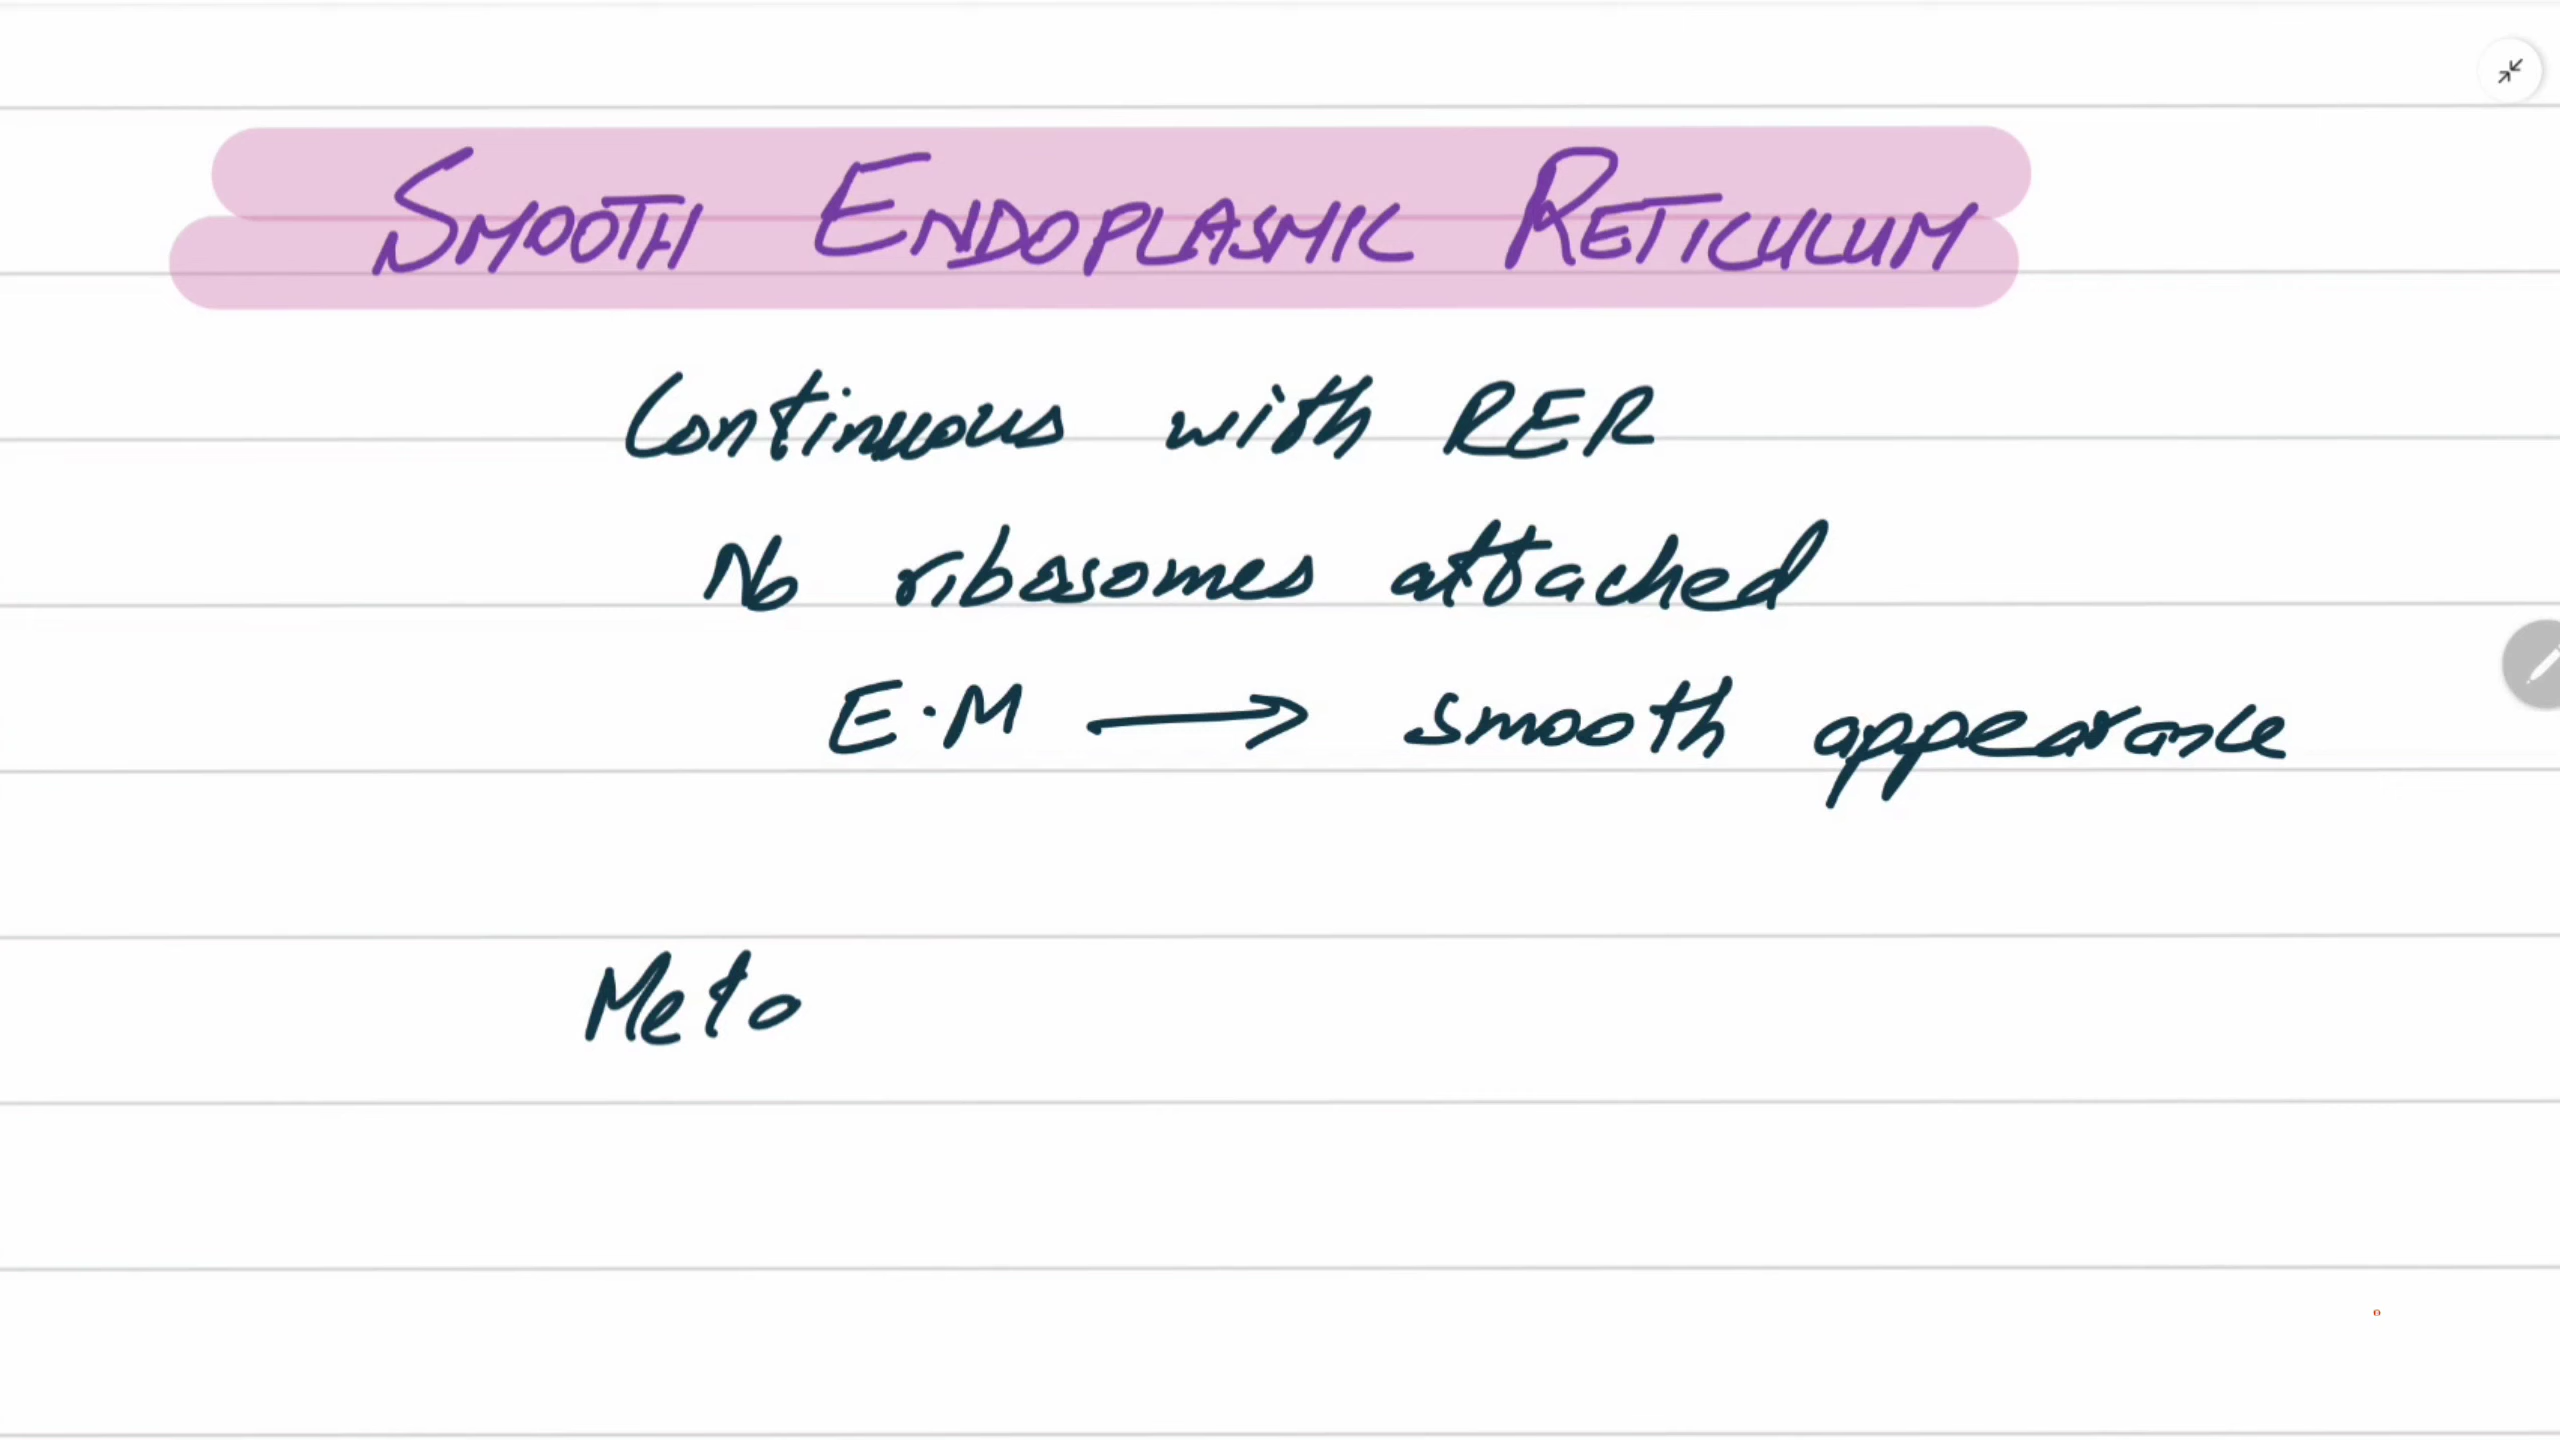 SMOOTH ENDOPLASMIC RETICULUM
Continuous with RER
No ribosomes attached
E.M → smooth appearance
Meto